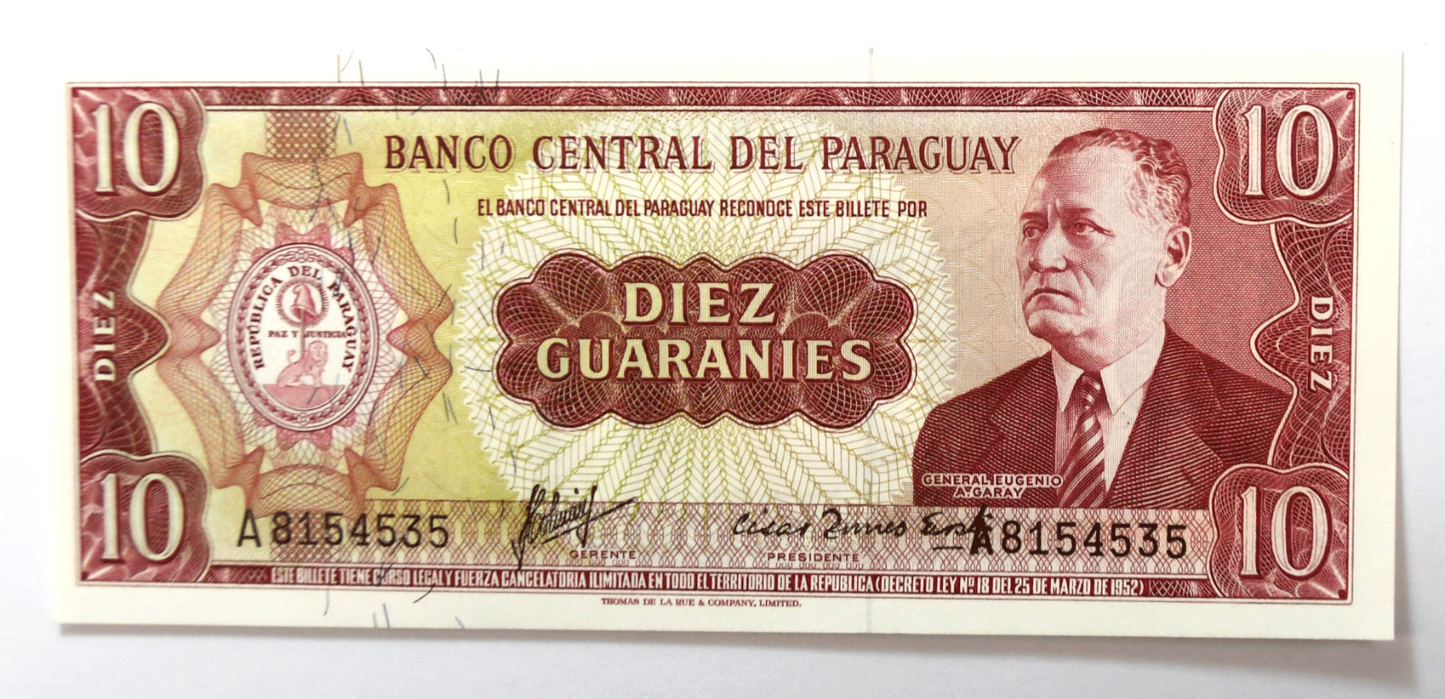 10
10
BANCO CENTRAL DEL PARAGUAY
EL BANCO CENTRAL DEL PARAGUAY RECONOCE ESTE BILLETE POR
REPÚBLICA DEL PARAGUAY
PAZ Y JUSTICIA
DIEZ
DIEZ
GUARANIES
DIEZ
GENERAL EUGENIO
A. GARAY
10
A8154535
A8154535
10
GERENTE
PRESIDENTE
ESTE BILLETE TIENE CURSO LEGAL Y FUERZA CANCELATORIA ILIMITADA EN TODO EL TERRITORIO DE LA REPUBLICA (DECRETO LEY Nº 18 DEL 25 DE MARZO DE 1952)
THOMAS DE LA RUE & COMPANY, LIMITED.